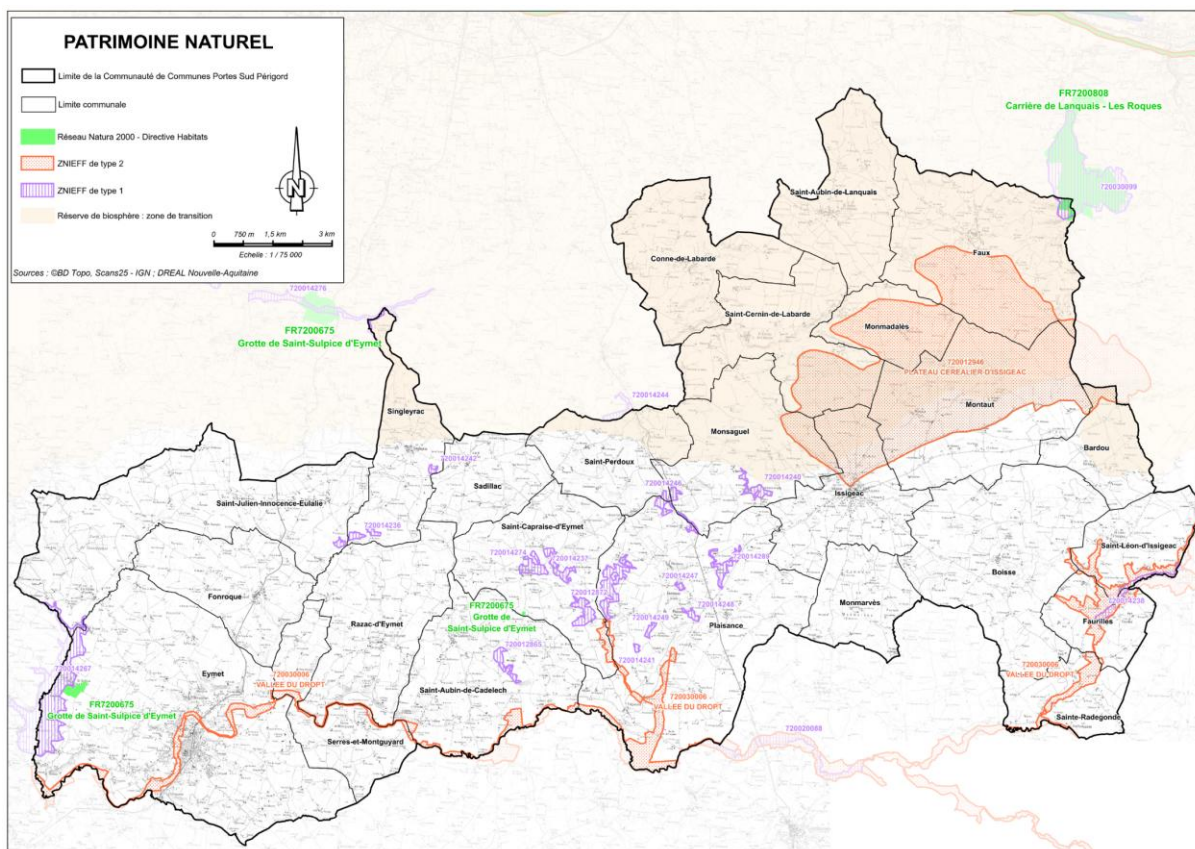 PATRIMOINE NATUREL
Limite de la Communauté de Communes Portes Sud Périgord
Limite communale
Réseau Natura 2000 - Directive Habitats
ZNIEFF de type 2
ZNIEFF de type 1
Réserve de biosphère : zone de transition
N
0 750 m 1,5 km 3 km
Echelle : 1 / 75 000
Sources : ©BD Topo, Scans25 - IGN ; DREAL Nouvelle-Aquitaine
FR7200808
Carrière de Lanquais - Les Roques
720030099
Saint-Aubin-de-Lanquais
Faux
Conne-de-Labarde
Saint-Cernin-de-Labarde
Monmadalès
720014276
FR7200675
Grotte de Saint-Sulpice d'Eymet
720012946
PLATEAU CEREALIER D'ISSIGEAC
720014244
Montaut
Singleyrac
Monsaguel
Bardou
Saint-Perdoux
720014242
Sadillac
Issigeac
Saint-Julien-Innocence-Eulalie
720014236
Saint-Capraise-d'Eymet
Saint-Léon-d'Issigeac
720014274
720014237
720014289
Boisse
720014247
Fonroque
FR7200675
Grotte de
Saint-Sulpice d'Eymet
Monmarvès
Razac-d'Eymet
720014249
Plaisance
Faurilles
Eymet
720030006
VALLEE DU DROPT
720014267
FR7200675
Grotte de Saint-Sulpice d'Eymet
Saint-Aubin-de-Cadelech
720030006
VALLEE DU DROPT
720030006
VALLEE DU DROPT
Serres-et-Montguyard
Sainte-Radegonde
720020088